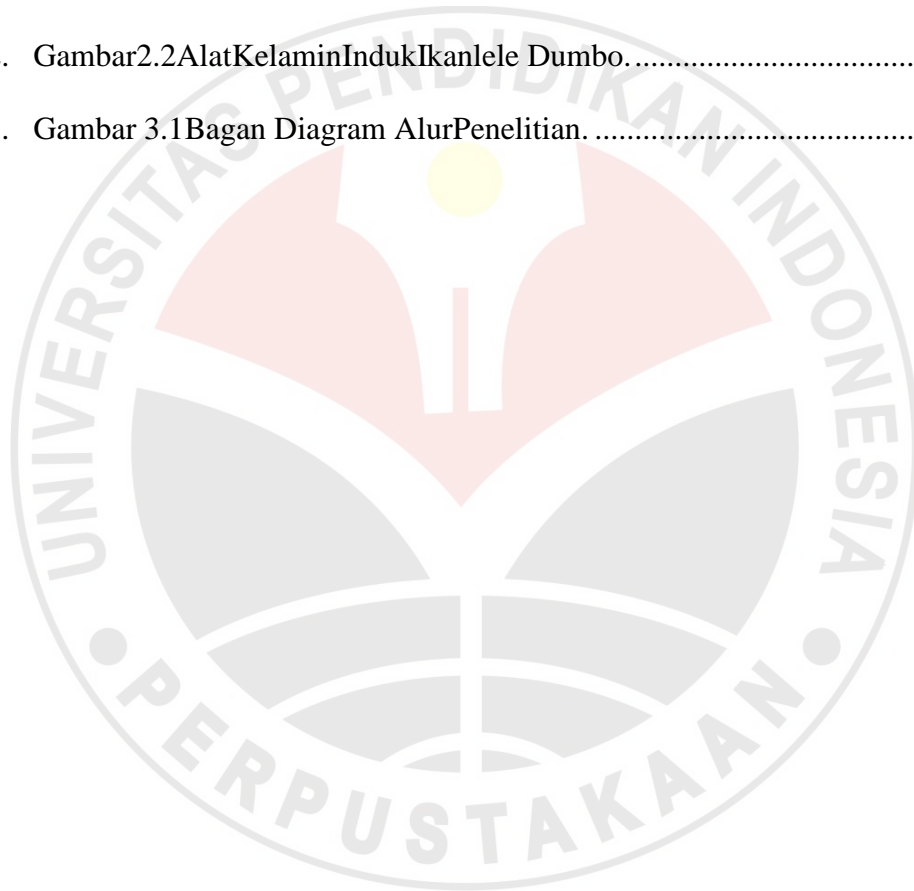 . Gambar2.2AlatKelaminIndukIkanlele Dumbo. ................................
. Gambar 3.1Bagan Diagram AlurPenelitian. .....................................
UNIVERSITAS PENDIDIKAN INDONESIA
PERPUSTAKAAN